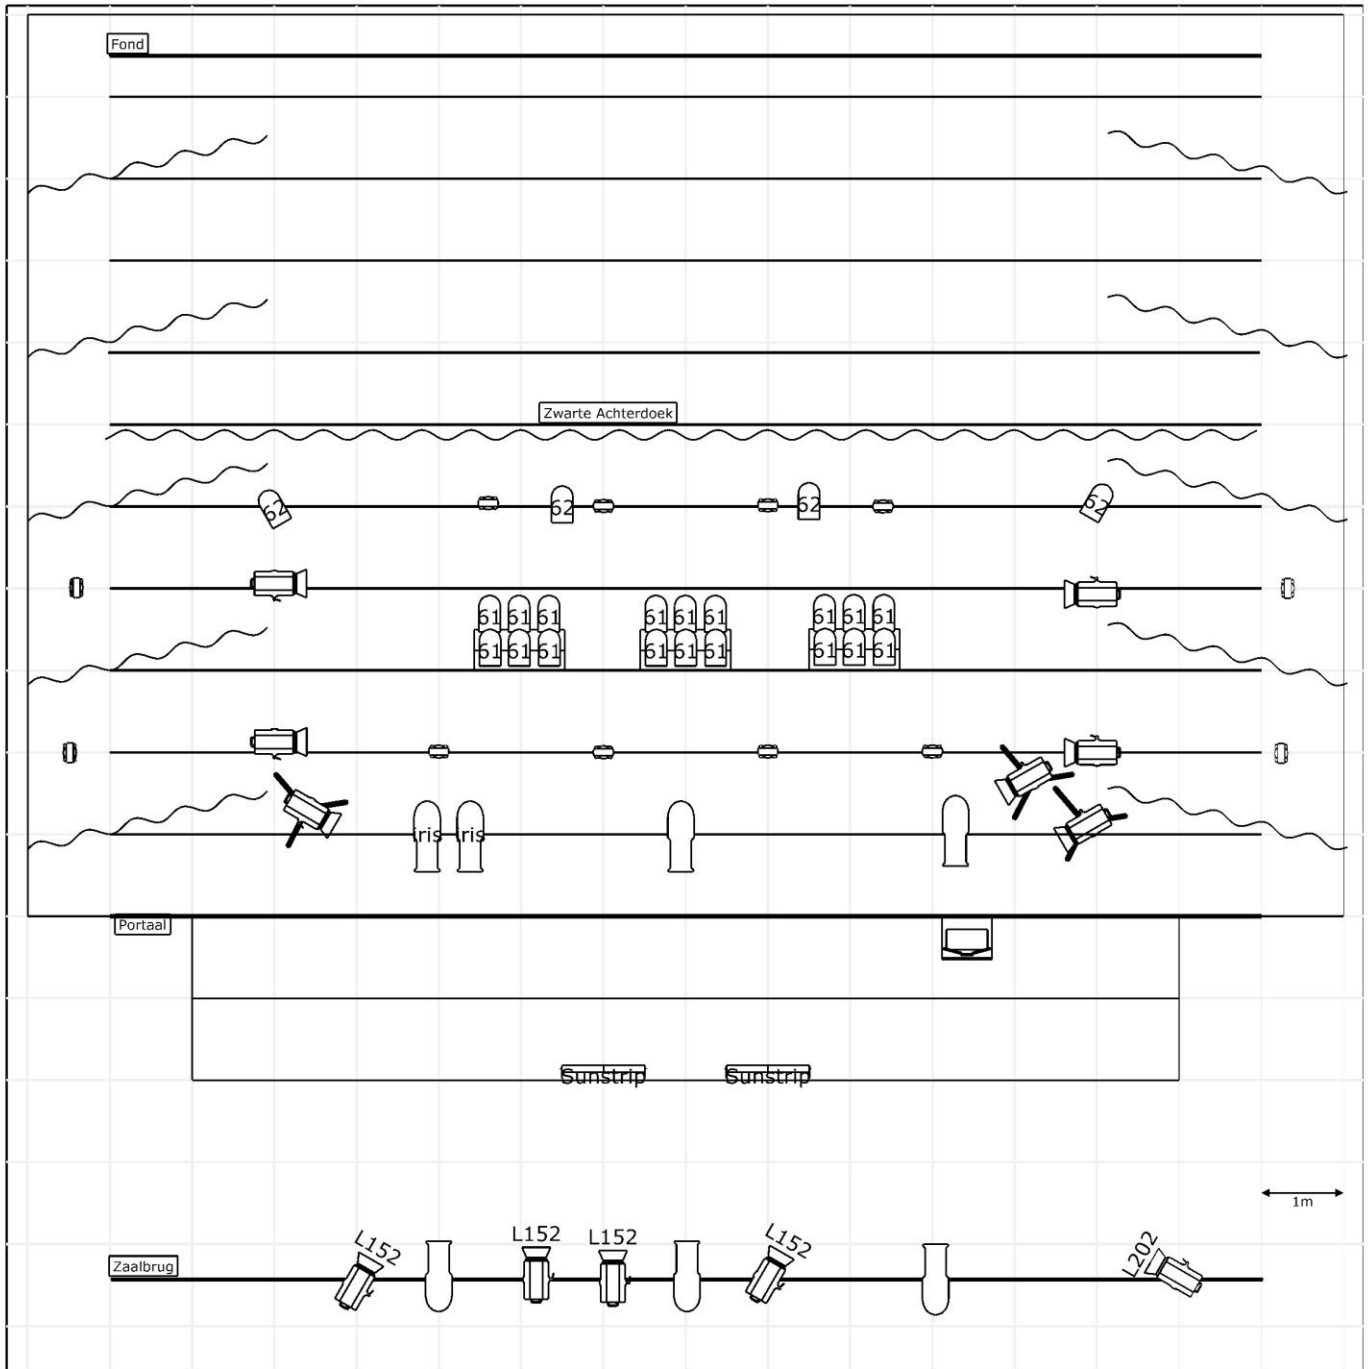 Fond
Zwarte Achterdoek
62 62 62 62
61 61 61 61 61 61 61 61 61
61 61 61 61 61 61 61 61 61
iris iris
Portaal
Sunstrip Sunstrip
1m
L152 L152 L152 L152 L202
Zaalbrug